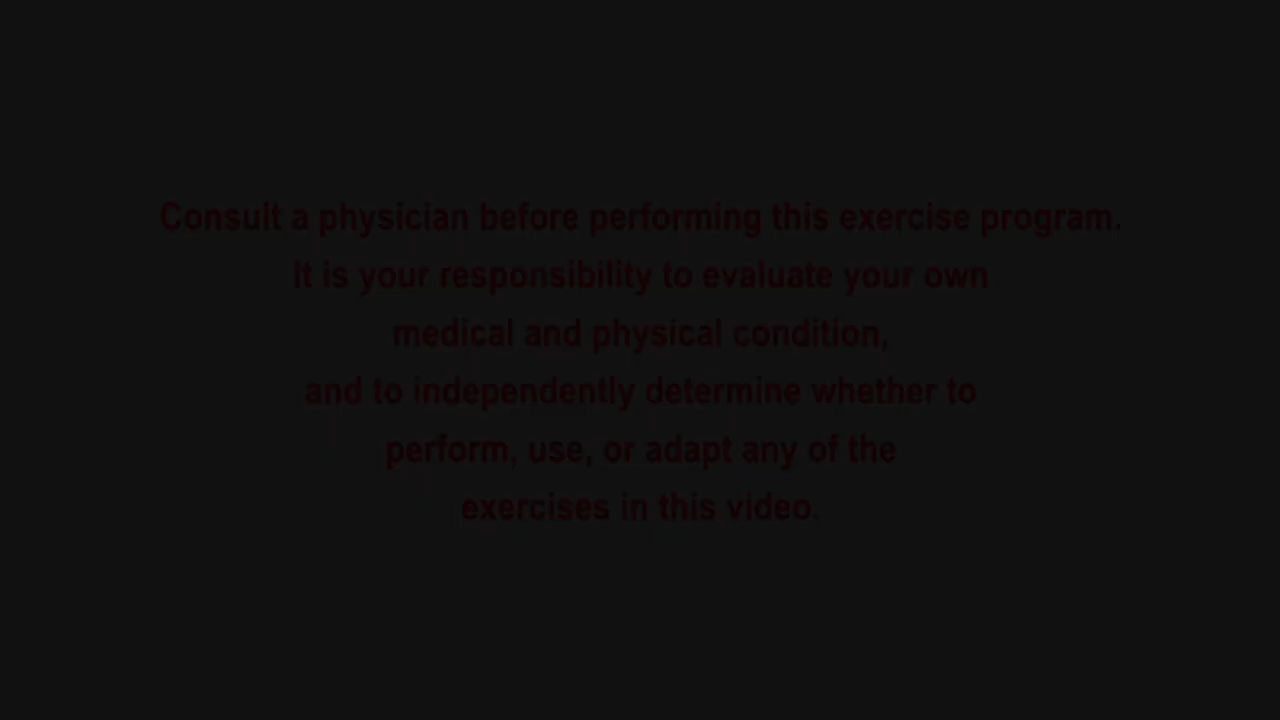 Consult a physician before performing this exercise program.
It is your responsibility to evaluate your own
medical and physical condition,
and to independently determine whether to
perform, use, or adapt any of the
exercises in this video.